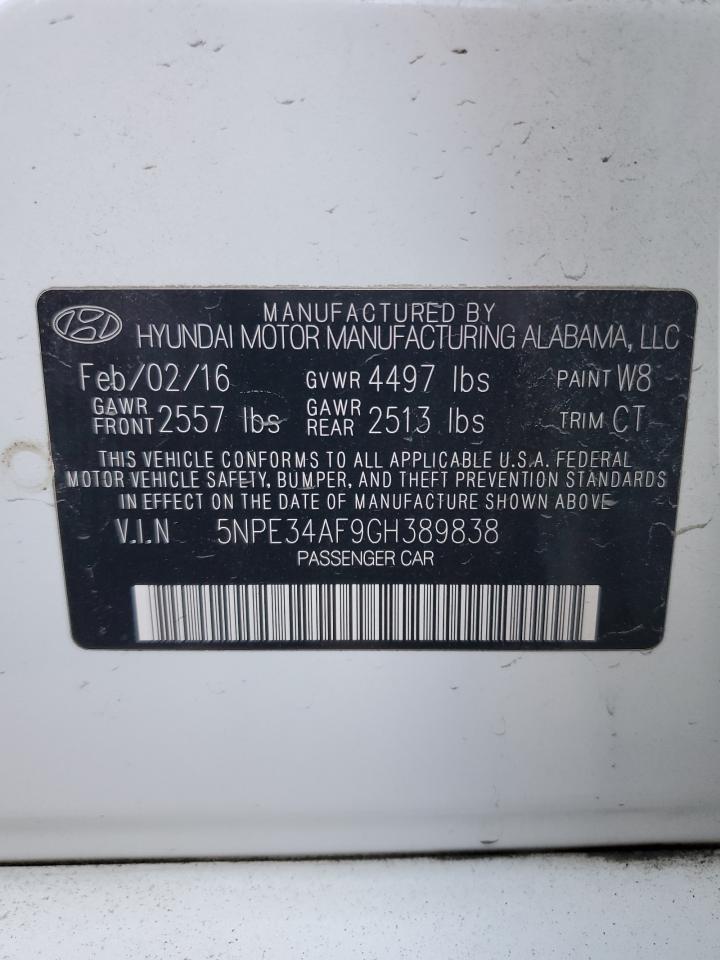 MANUFACTURED BY
HYUNDAI MOTOR MANUFACTURING ALABAMA, LLC
Feb/02/16 GVWR 4497 lbs PAINT W8
GAWR FRONT 2557 lbs GAWR REAR 2513 lbs TRIM CT
THIS VEHICLE CONFORMS TO ALL APPLICABLE U.S.A. FEDERAL
MOTOR VEHICLE SAFETY, BUMPER, AND THEFT PREVENTION STANDARDS
IN EFFECT ON THE DATE OF MANUFACTURE SHOWN ABOVE
V.I.N 5NPE34AF9GH389838
PASSENGER CAR